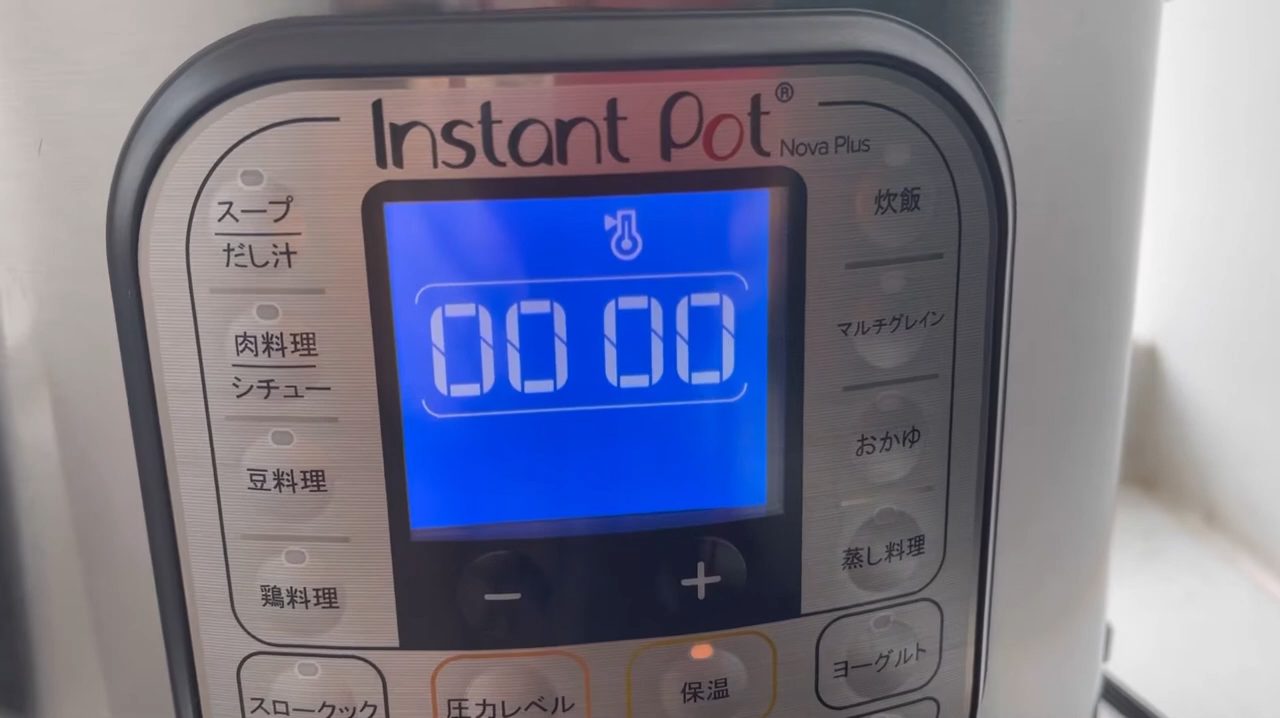 Instant Pot®
Nova Plus
スープ
だし汁
肉料理
シチュー
豆料理
鶏料理
スロークック
00 00
−
+
圧力レベル
保温
炊飯
マルチグレイン
おかゆ
蒸し料理
ヨーグルト